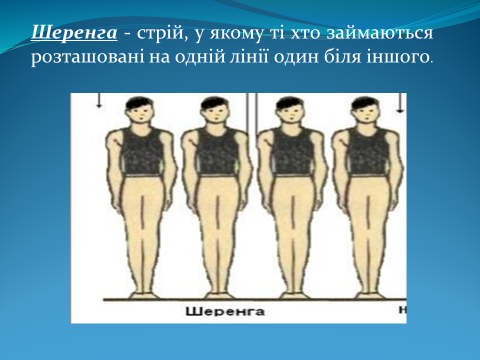 Шеренга - стрій, у якому ті хто займаються
розташовані на одній лінії один біля іншого.
Шеренга